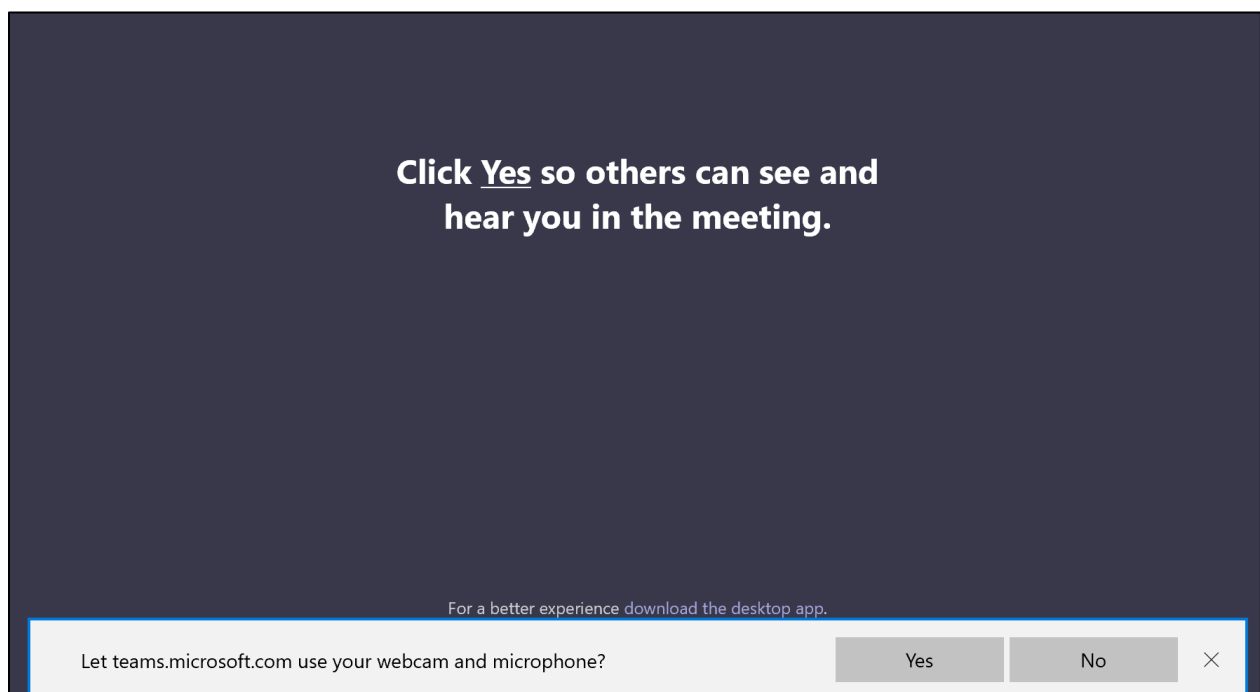 Click Yes so others can see and
hear you in the meeting.
For a better experience download the desktop app.
Let teams.microsoft.com use your webcam and microphone? Yes No